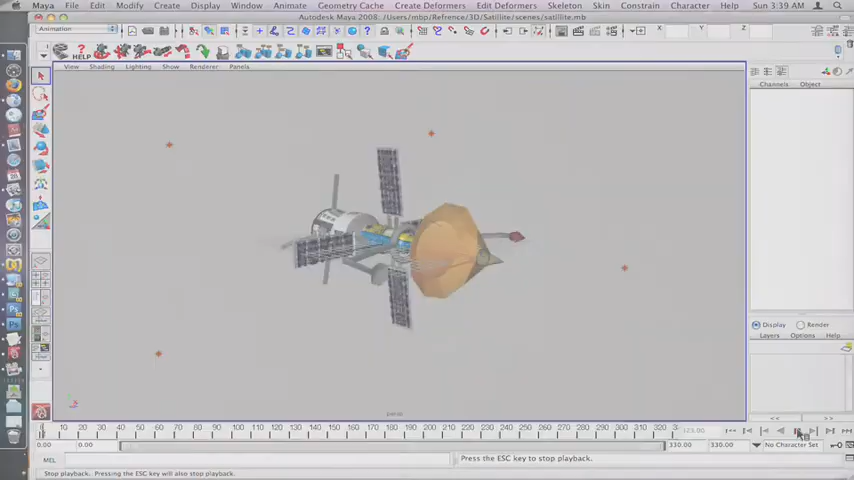 Maya File Edit Modify Create Display Window Animate Geometry Cache Create Deformers Edit Deformers Skeleton Skin Constrain Character Help Sun 3:39 AM
Autodesk Maya 2008: /Users/mbp/Refrence/3D/Satillite/scenes/satillite.mb
Animation X: Y:
HELP
View Shading Lighting Show Renderer Panels
Channels Object
Display Render
Layers Options Help
persp
<< >>
10 20 30 40 50 60 70 80 90 100 110 120 130 140 150 160 170 180 190 200 210 220 230 240 250 260 270 280 290 300 310 320 123.00
0.00 0.00 330.00 330.00 No Character Set
MEL Press the ESC key to stop playback.
Stop playback. Pressing the ESC key will also stop playback.